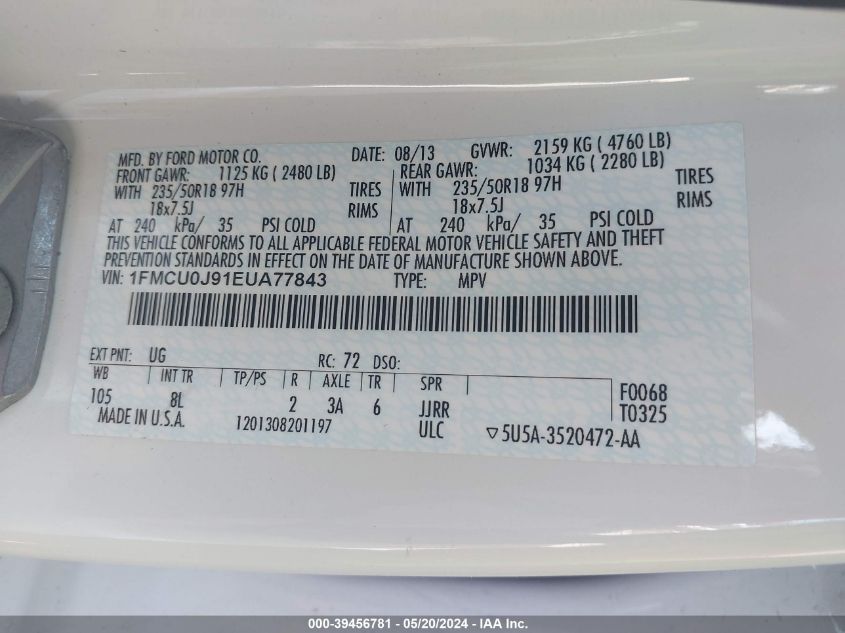 MFD. BY FORD MOTOR CO. DATE: 08/13 GVWR: 2159 KG ( 4760 LB)
FRONT GAWR: 1125 KG ( 2480 LB) REAR GAWR: 1034 KG ( 2280 LB)
WITH 235/50R18 97H TIRES WITH 235/50R18 97H TIRES
18x7.5J RIMS 18x7.5J RIMS
AT 240 kPa/ 35 PSI COLD AT 240 kPa/ 35 PSI COLD
THIS VEHICLE CONFORMS TO ALL APPLICABLE FEDERAL MOTOR VEHICLE SAFETY AND THEFT
PREVENTION STANDARDS IN EFFECT ON THE DATE OF MANUFACTURE SHOWN ABOVE.
VIN: 1FMCU0J91EUA77843 TYPE: MPV
EXT PNT: UG RC: 72 DSO:
WB INT TR TP/PS R AXLE TR SPR F0068
105 8L 2 3A 6 JJRR T0325
MADE IN U.S.A. 1201308201197 ULC ▽5U5A-3520472-AA
000-39456781 - 05/20/2024 - IAA Inc.